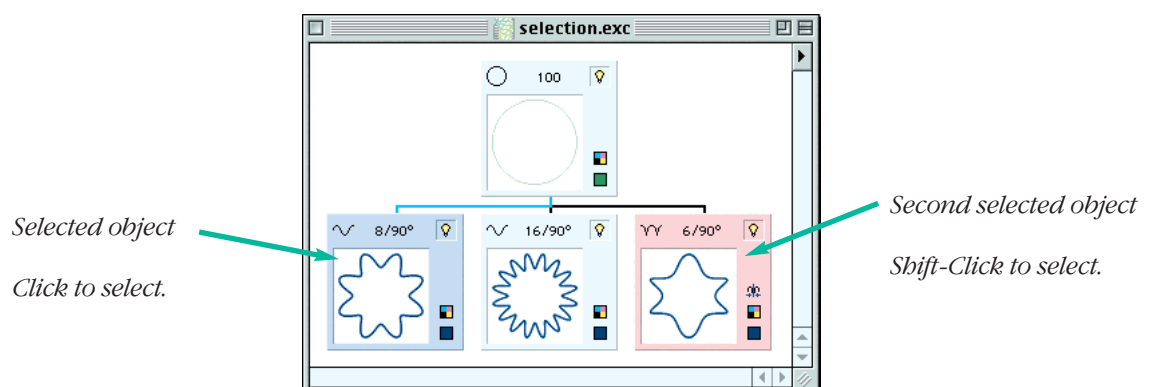 selection.exc
100
8/90°
16/90°
6/90°
Selected object
Click to select.
Second selected object
Shift-Click to select.